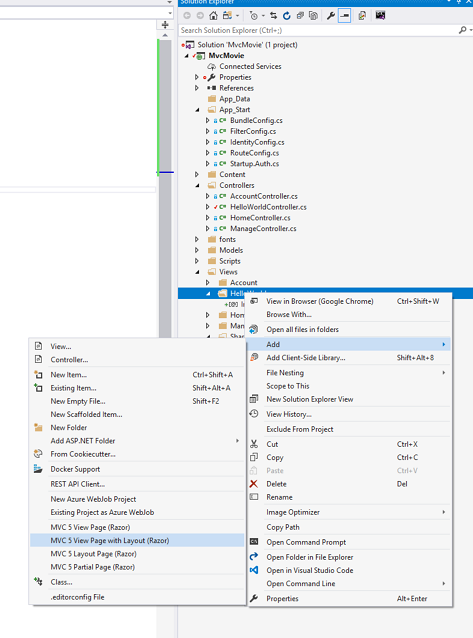 Solution Explorer
Search Solution Explorer (Ctrl+;)
Solution 'MvcMovie' (1 project)
MvcMovie
Connected Services
Properties
References
App_Data
App_Start
BundleConfig.cs
FilterConfig.cs
IdentityConfig.cs
RouteConfig.cs
Startup.Auth.cs
Content
Controllers
AccountController.cs
HelloWorldController.cs
HomeController.cs
ManageController.cs
fonts
Models
Scripts
Views
Account
View in Browser (Google Chrome) Ctrl+Shift+W
Browse With...
Open all files in folders
Add
Add Client-Side Library... Shift+Alt+8
File Nesting
Scope to This
New Solution Explorer View
View History...
Exclude From Project
Cut Ctrl+X
Copy Ctrl+C
Paste Ctrl+V
Delete Del
Rename
Image Optimizer
Copy Path
Open Command Prompt
Open Folder in File Explorer
Open in Visual Studio Code
Open Command Line
Properties Alt+Enter
View...
Controller...
New Item... Ctrl+Shift+A
Existing Item... Shift+Alt+A
New Empty File... Shift+F2
New Scaffolded Item...
New Folder
Add ASP.NET Folder
From Cookiecutter...
Docker Support
REST API Client...
New Azure WebJob Project
Existing Project as Azure WebJob
MVC 5 View Page (Razor)
MVC 5 View Page with Layout (Razor)
MVC 5 Layout Page (Razor)
MVC 5 Partial Page (Razor)
Class...
.editorconfig File